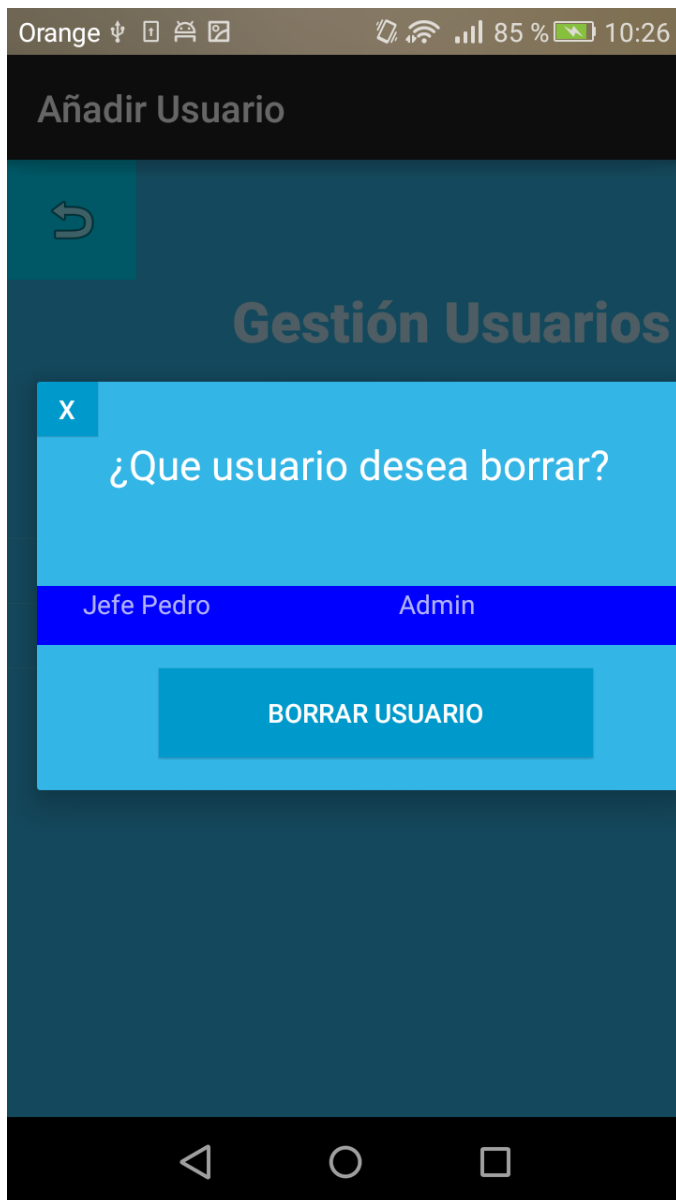 Orange 85 % 10:26
Añadir Usuario
Gestión Usuarios
X
¿Que usuario desea borrar?
Jefe Pedro Admin
BORRAR USUARIO